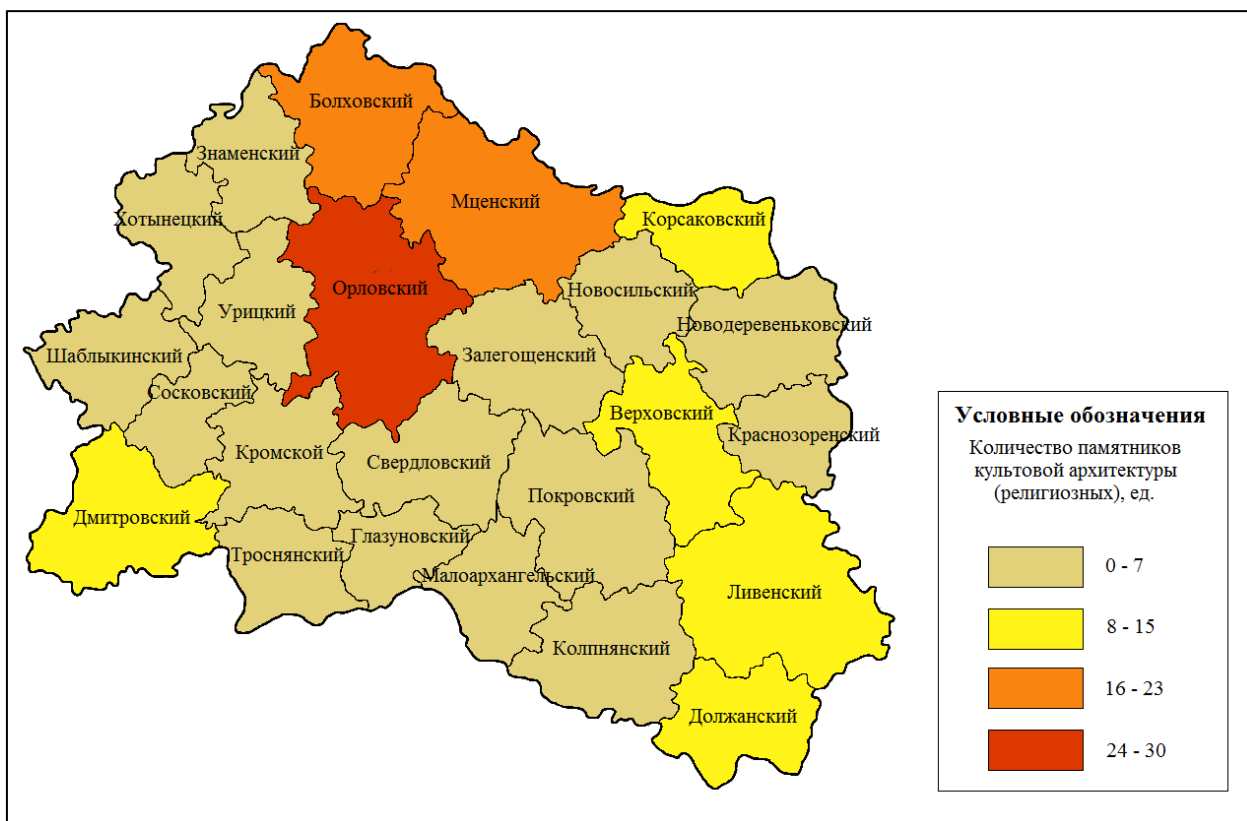 Болховский
Знаменский
Мценский
Хотынецкий
Корсаковский
Орловский
Новосильский
Урицкий
Новодеревеньковский
Шаблыкинский
Залегощенский
Сосковский
Верховский
Краснозоренский
Кромской
Свердловский
Покровский
Дмитровский
Глазуновский
Троснянский
Малоархангельский
Ливенский
Колпнянский
Должанский
Условные обозначения
Количество памятников
культовой архитектуры
(религиозных), ед.
0 - 7
8 - 15
16 - 23
24 - 30